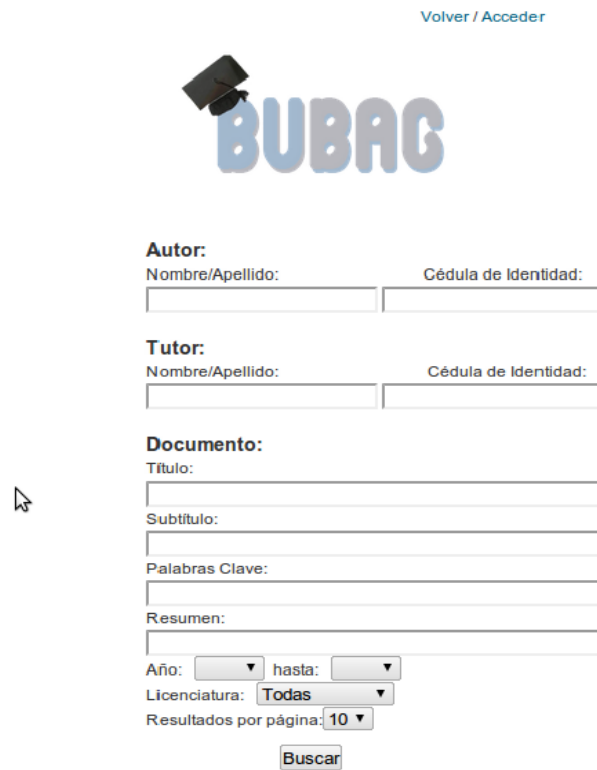 Volver / Acceder
BUBAG
Autor:
Nombre/Apellido: Cédula de Identidad:
Tutor:
Nombre/Apellido: Cédula de Identidad:
Documento:
Título:
Subtítulo:
Palabras Clave:
Resumen:
Año: hasta:
Licenciatura: Todas
Resultados por página: 10
Buscar